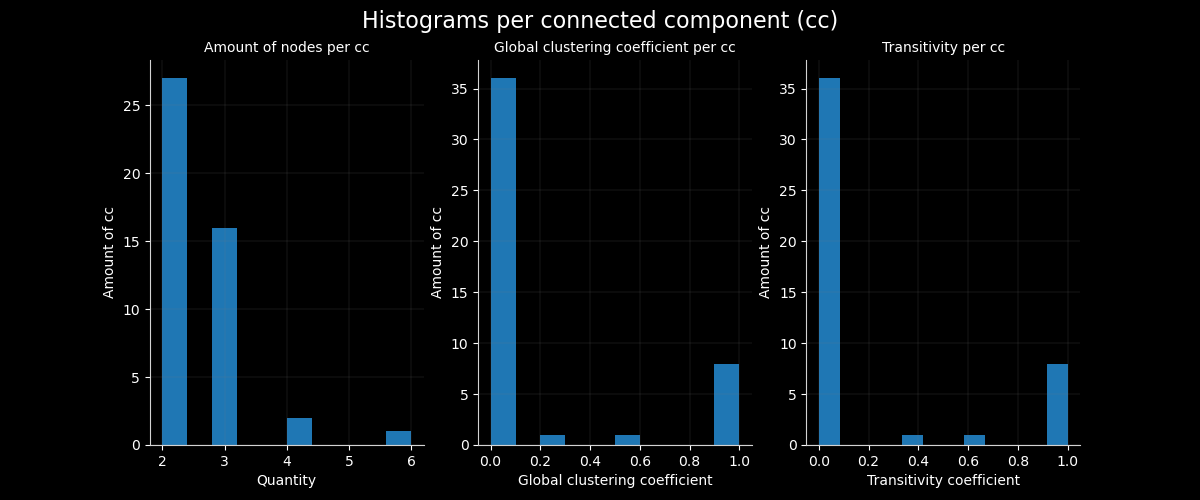 Histograms per connected component (cc)
Amount of nodes per cc
Global clustering coefficient per cc
Transitivity per cc
Amount of cc
25
20
15
10
5
0
2 3 4 5 6
Quantity
Amount of cc
35
30
25
20
15
10
5
0
0.0 0.2 0.4 0.6 0.8 1.0
Global clustering coefficient
Amount of cc
35
30
25
20
15
10
5
0
0.0 0.2 0.4 0.6 0.8 1.0
Transitivity coefficient